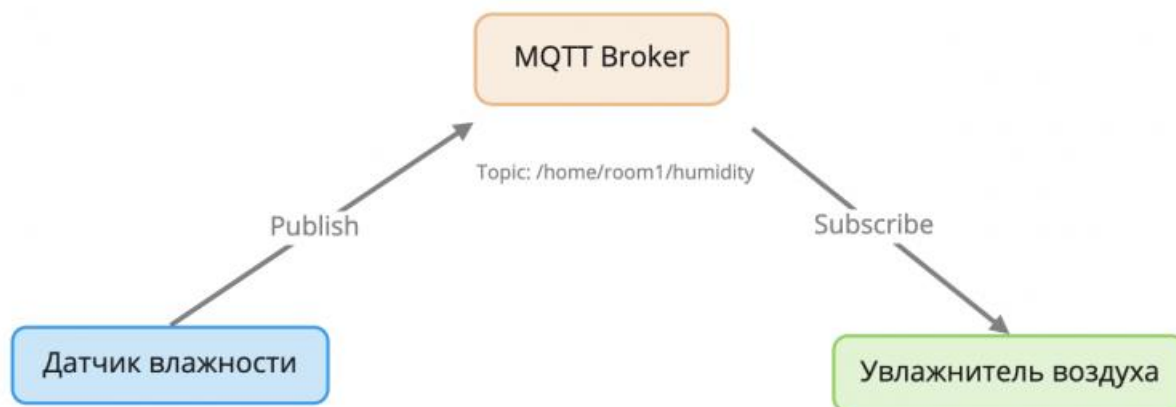 MQTT Broker
Topic: /home/room1/humidity
Publish
Subscribe
Датчик влажности
Увлажнитель воздуха